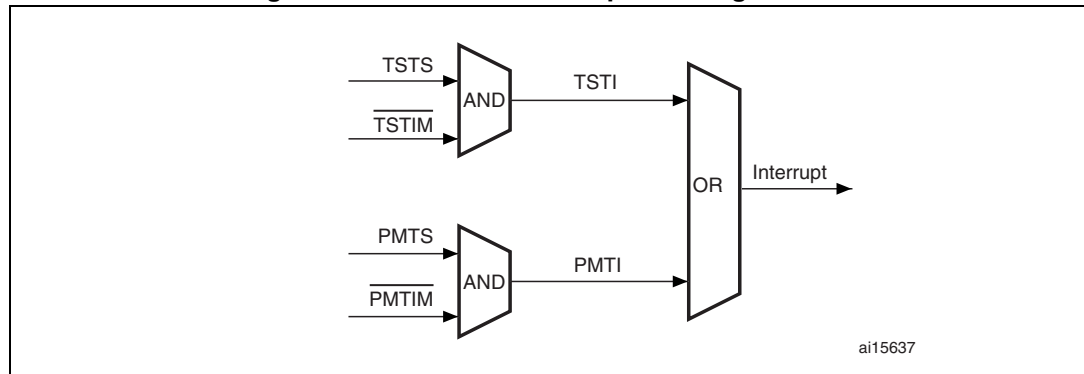 TSTS
TSTI
AND
TSTIM
Interrupt
OR
PMTS
PMTI
AND
PMTIM
ai15637